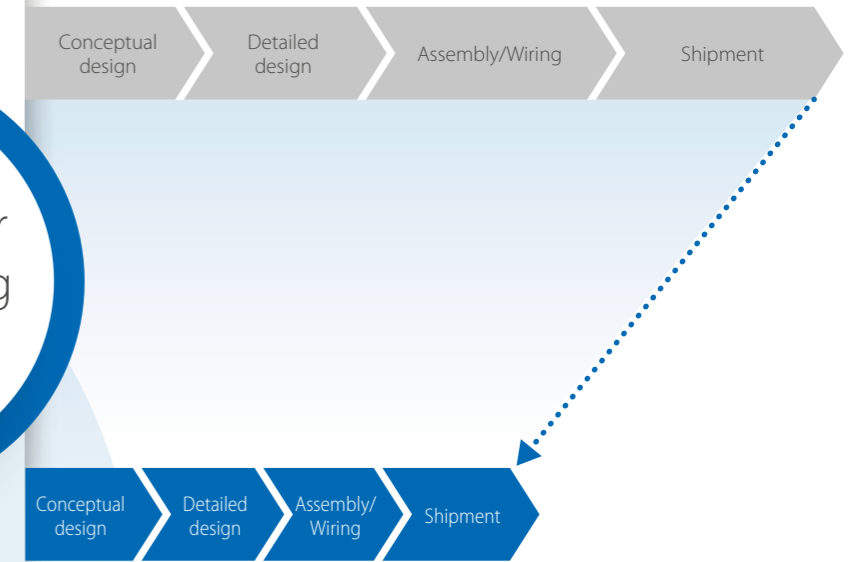 Conceptual
design
Detailed
design
Assembly/Wiring
Shipment
Conceptual
design
Detailed
design
Assembly/
Wiring
Shipment